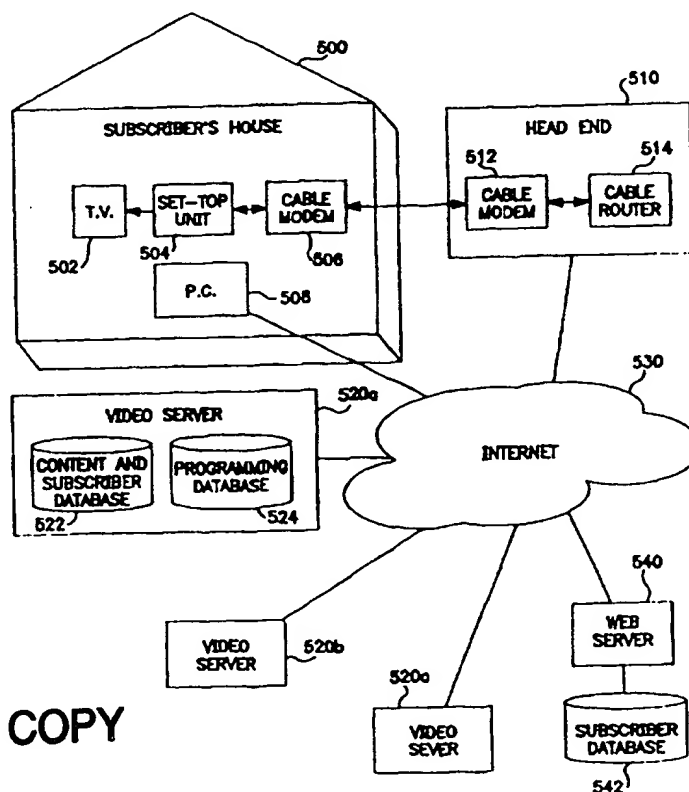 500
510
SUBSCRIBER'S HOUSE
HEAD END
512
514
T.V.
SET-TOP
UNIT
CABLE
MODEM
CABLE
MODEM
CABLE
ROUTER
502
504
506
P.C.
508
530
520a
VIDEO SERVER
INTERNET
CONTENT AND
SUBSCRIBER
DATABASE
PROGRAMMING
DATABASE
522
524
540
WEB
SERVER
VIDEO
SERVER
520b
520a
COPY
VIDEO
SEVER
SUBSCRIBER
DATABASE
542